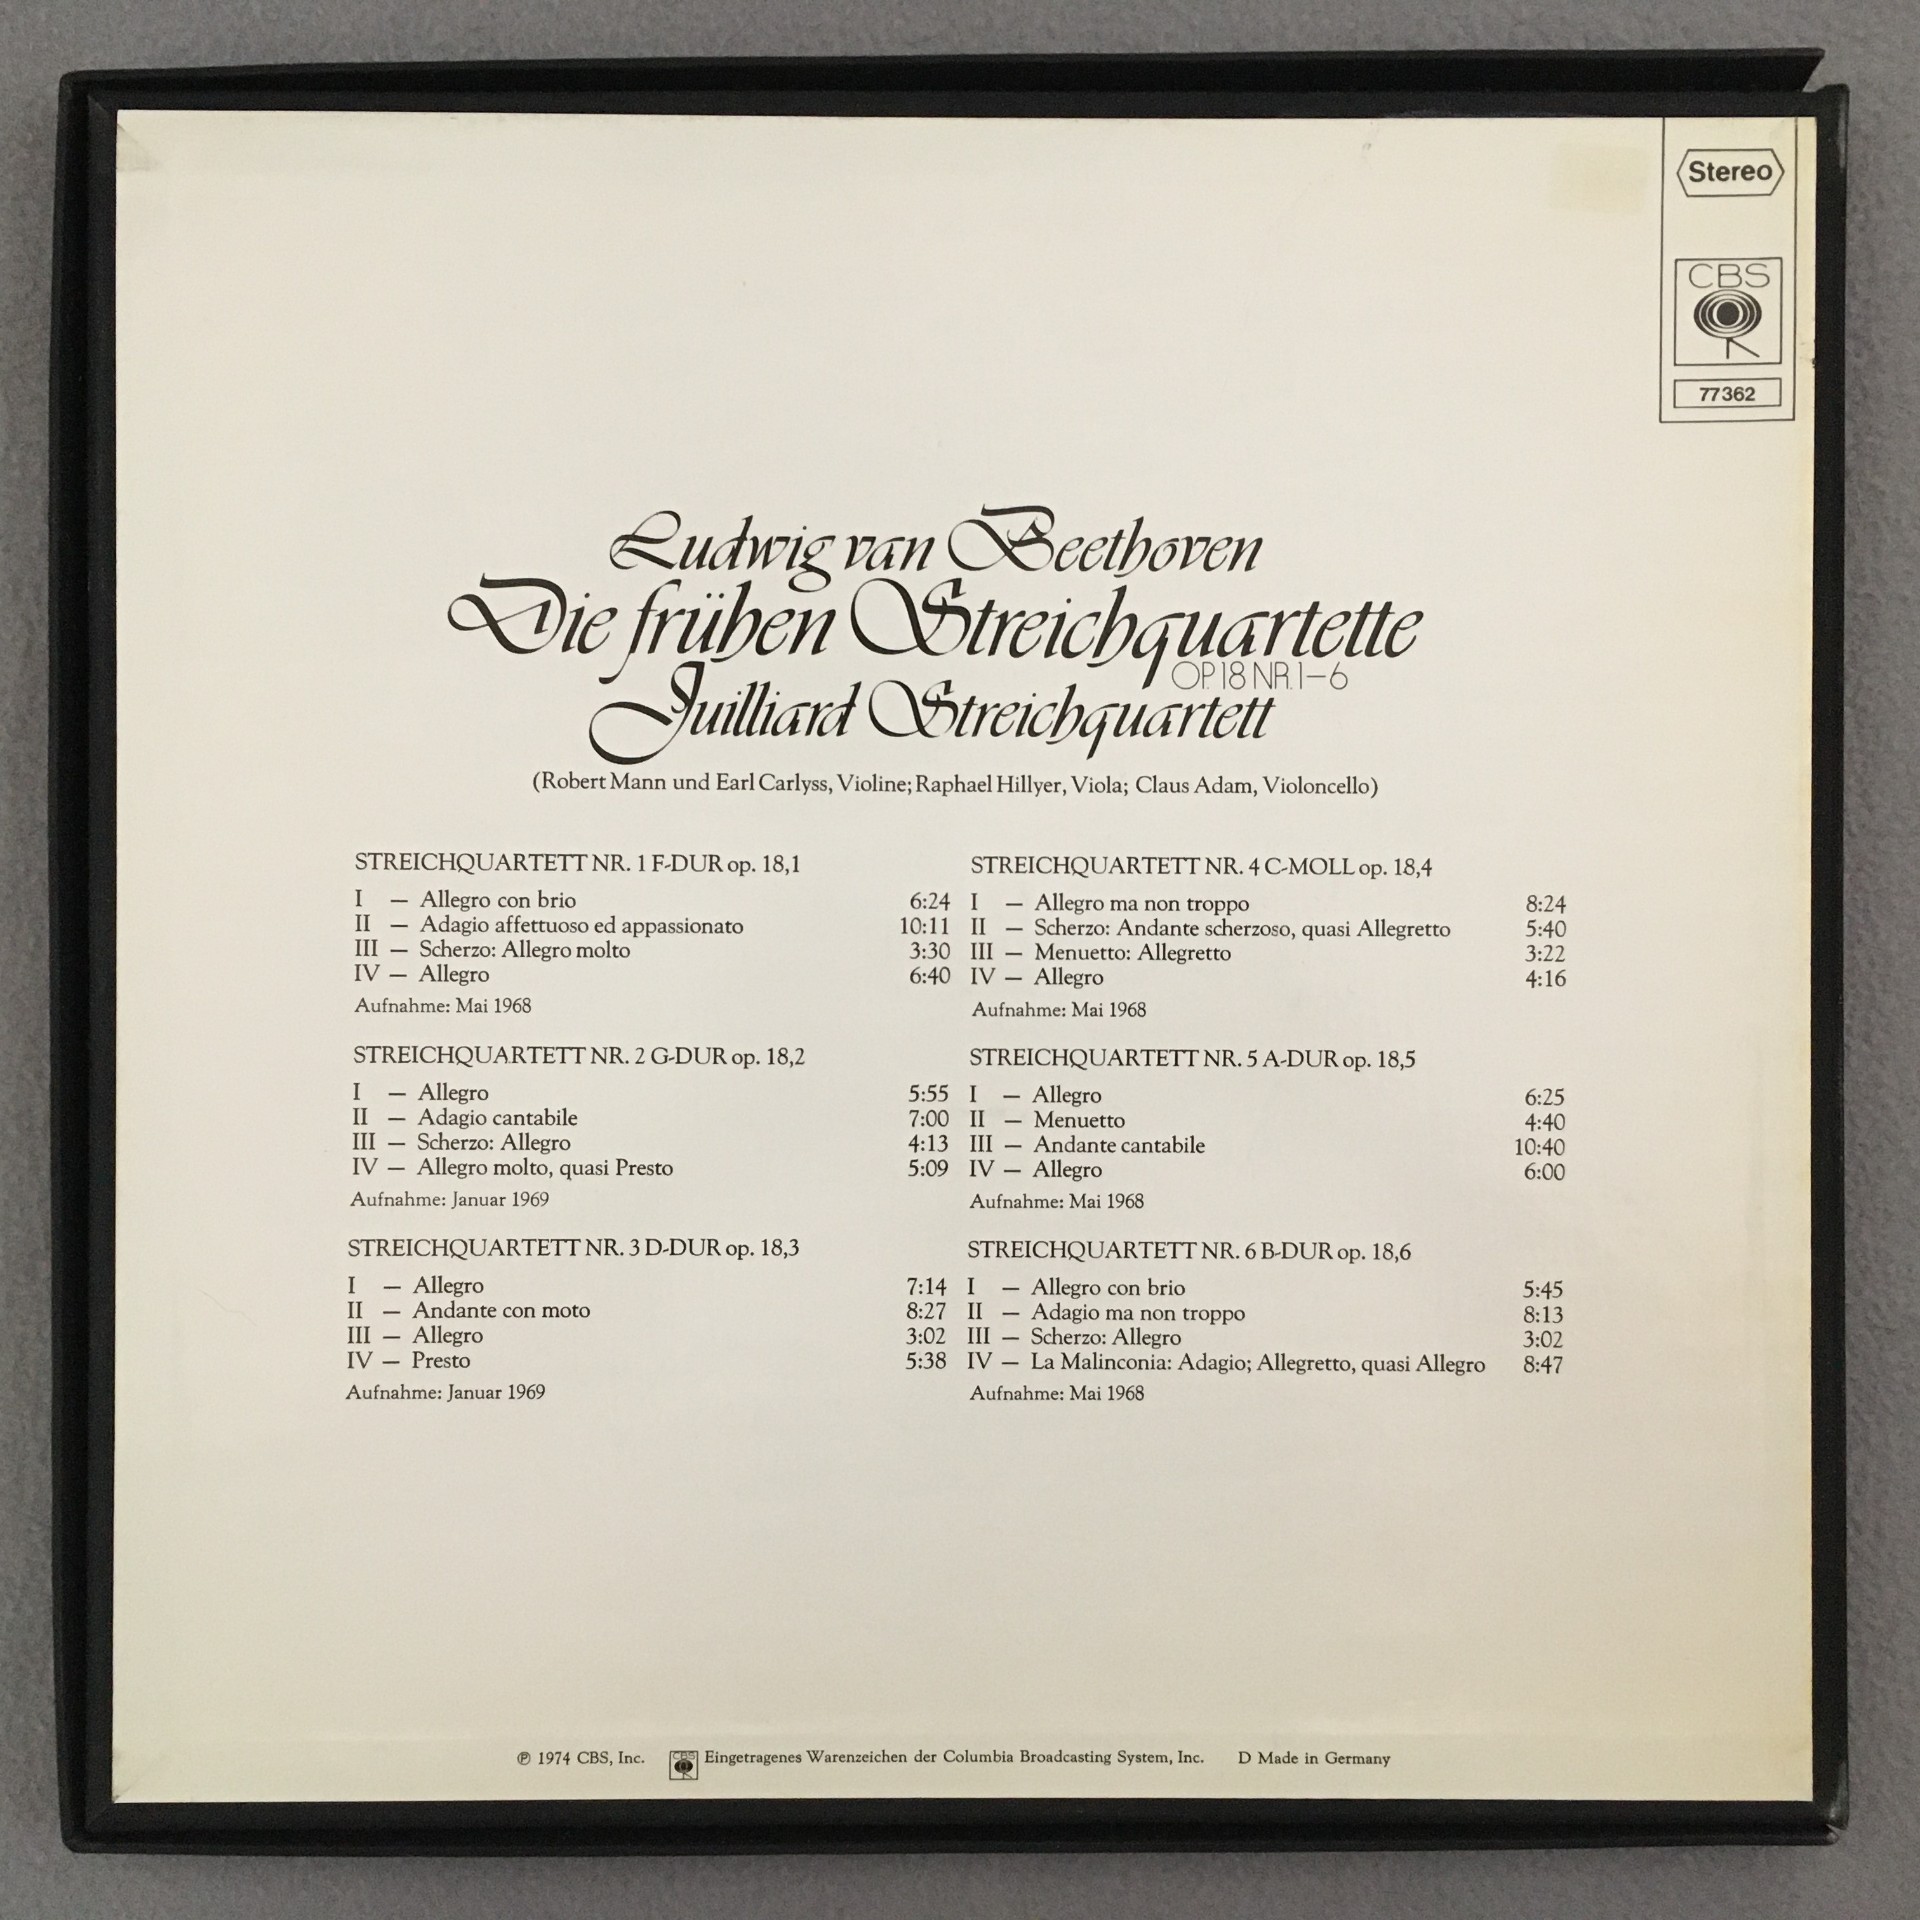 Stereo
CBS
77362
Ludwig van Beethoven
Die frühen Streichquartette
OP. 18 NR. 1–6
Juilliard Streichquartett
(Robert Mann und Earl Carlyss, Violine; Raphael Hillyer, Viola; Claus Adam, Violoncello)
STREICHQUARTETT NR. 1 F-DUR op. 18,1
I – Allegro con brio 6:24
II – Adagio affettuoso ed appassionato 10:11
III – Scherzo: Allegro molto 3:30
IV – Allegro 6:40
Aufnahme: Mai 1968
STREICHQUARTETT NR. 2 G-DUR op. 18,2
I – Allegro 5:55
II – Adagio cantabile 7:00
III – Scherzo: Allegro 4:13
IV – Allegro molto, quasi Presto 5:09
Aufnahme: Januar 1969
STREICHQUARTETT NR. 3 D-DUR op. 18,3
I – Allegro 7:14
II – Andante con moto 8:27
III – Allegro 3:02
IV – Presto 5:38
Aufnahme: Januar 1969
STREICHQUARTETT NR. 4 C-MOLL op. 18,4
I – Allegro ma non troppo 8:24
II – Scherzo: Andante scherzoso, quasi Allegretto 5:40
III – Menuetto: Allegretto 3:22
IV – Allegro 4:16
Aufnahme: Mai 1968
STREICHQUARTETT NR. 5 A-DUR op. 18,5
I – Allegro 6:25
II – Menuetto 4:40
III – Andante cantabile 10:40
IV – Allegro 6:00
Aufnahme: Mai 1968
STREICHQUARTETT NR. 6 B-DUR op. 18,6
I – Allegro con brio 5:45
II – Adagio ma non troppo 8:13
III – Scherzo: Allegro 3:02
IV – La Malinconia: Adagio; Allegretto, quasi Allegro 8:47
Aufnahme: Mai 1968
℗ 1974 CBS, Inc. CBS Eingetragenes Warenzeichen der Columbia Broadcasting System, Inc. D Made in Germany